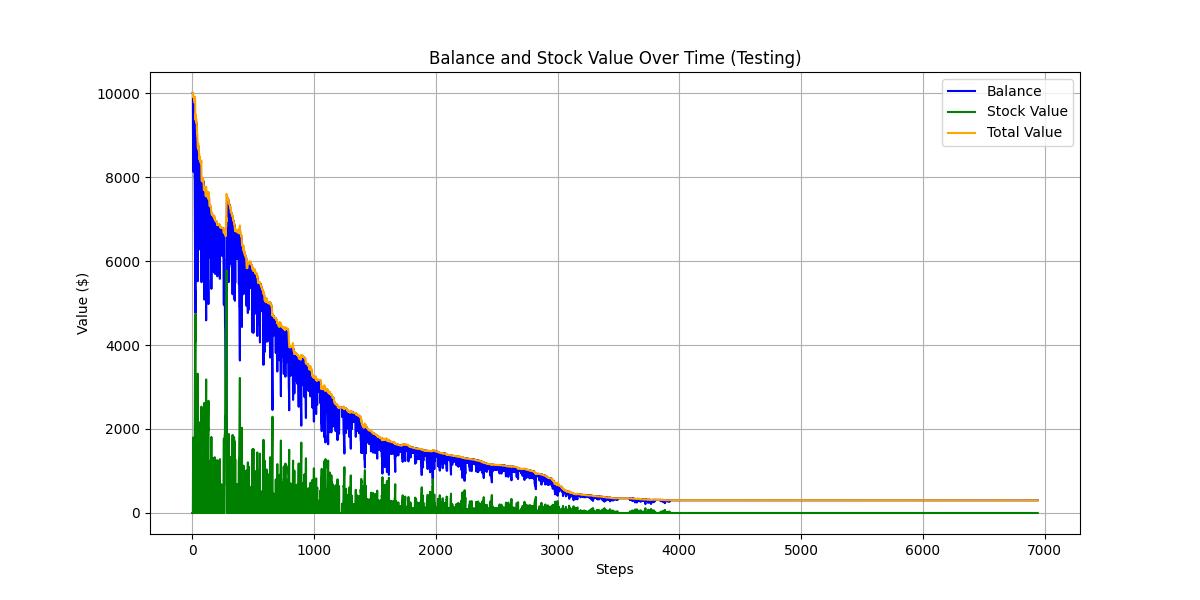 Balance and Stock Value Over Time (Testing)
Balance
Stock Value
Total Value
Value ($)
10000
8000
6000
4000
2000
0
0 1000 2000 3000 4000 5000 6000 7000
Steps